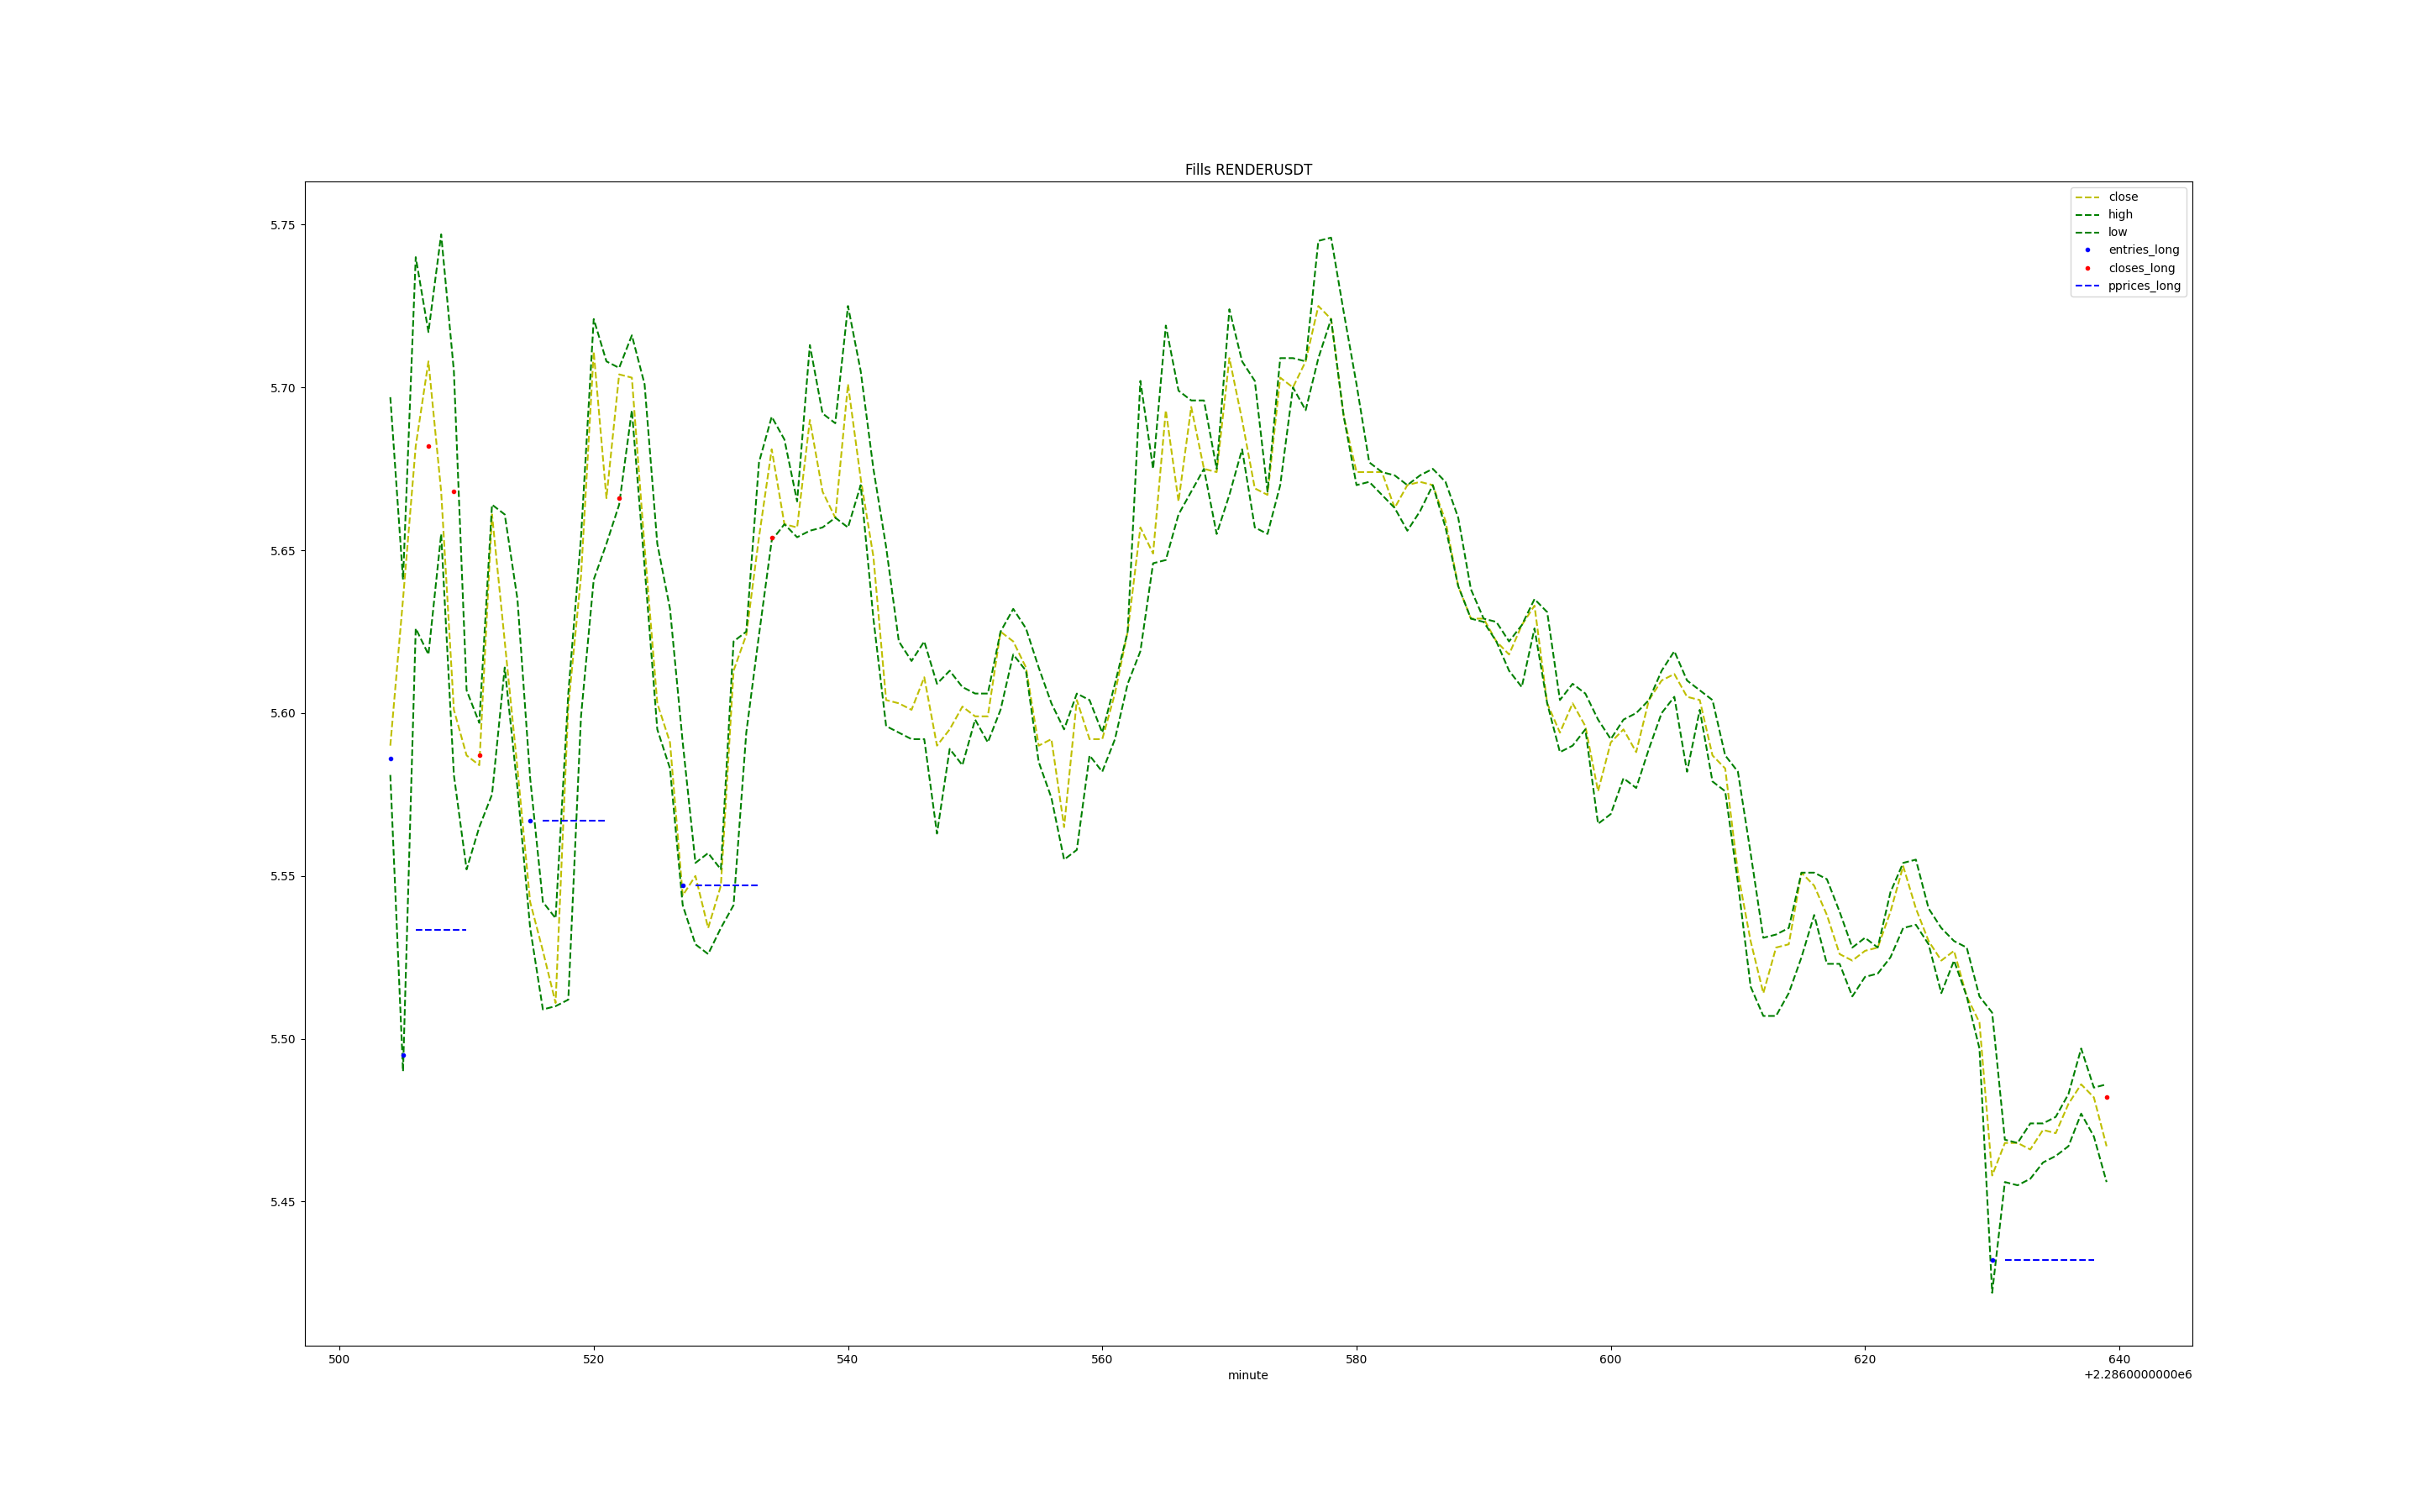 Fills RENDERUSDT
close
high
low
entries_long
closes_long
pprices_long
5.75
5.70
5.65
5.60
5.55
5.50
5.45
500 520 540 560 580 600 620 640
minute
+2.2860000000e6